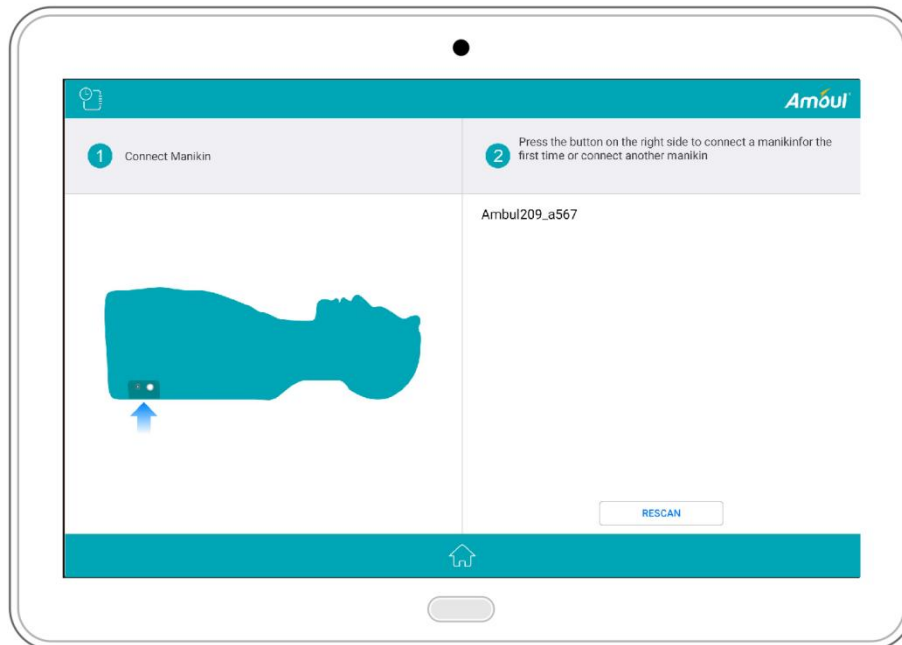 Amoul
1 Connect Manikin
2 Press the button on the right side to connect a manikinfor the
first time or connect another manikin
Ambul209_a567
RESCAN